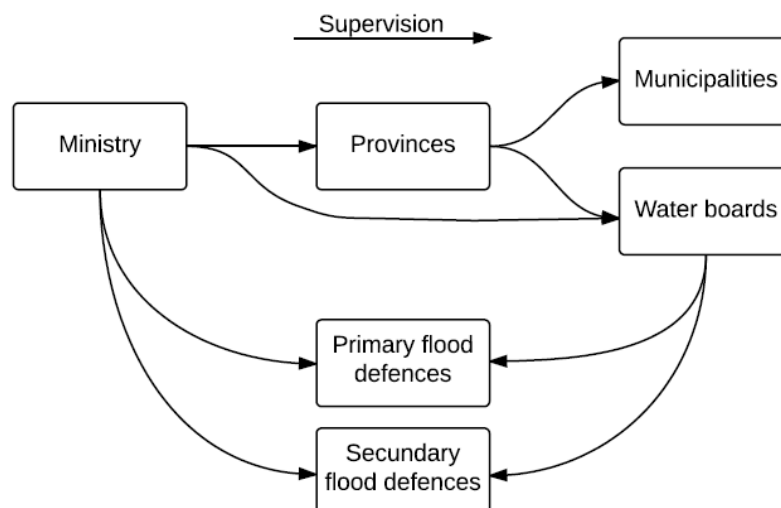 Supervision
Municipalities
Ministry
Provinces
Water boards
Primary flood
defences
Secundary
flood defences